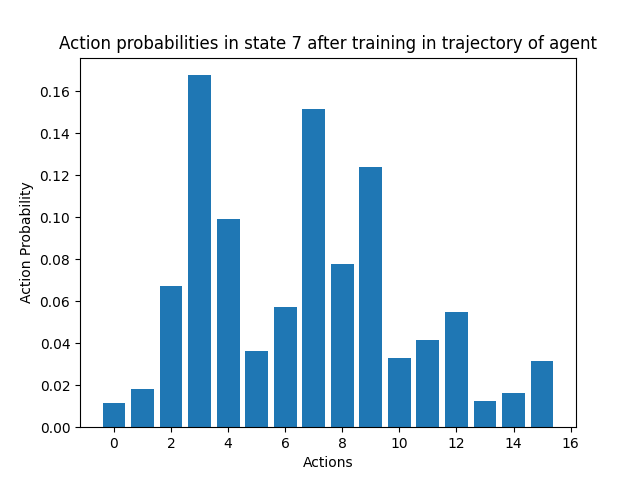 Action probabilities in state 7 after training in trajectory of agent
0.16
0.14
0.12
0.10
0.08
0.06
0.04
0.02
0.00
Action Probability
0 2 4 6 8 10 12 14 16
Actions